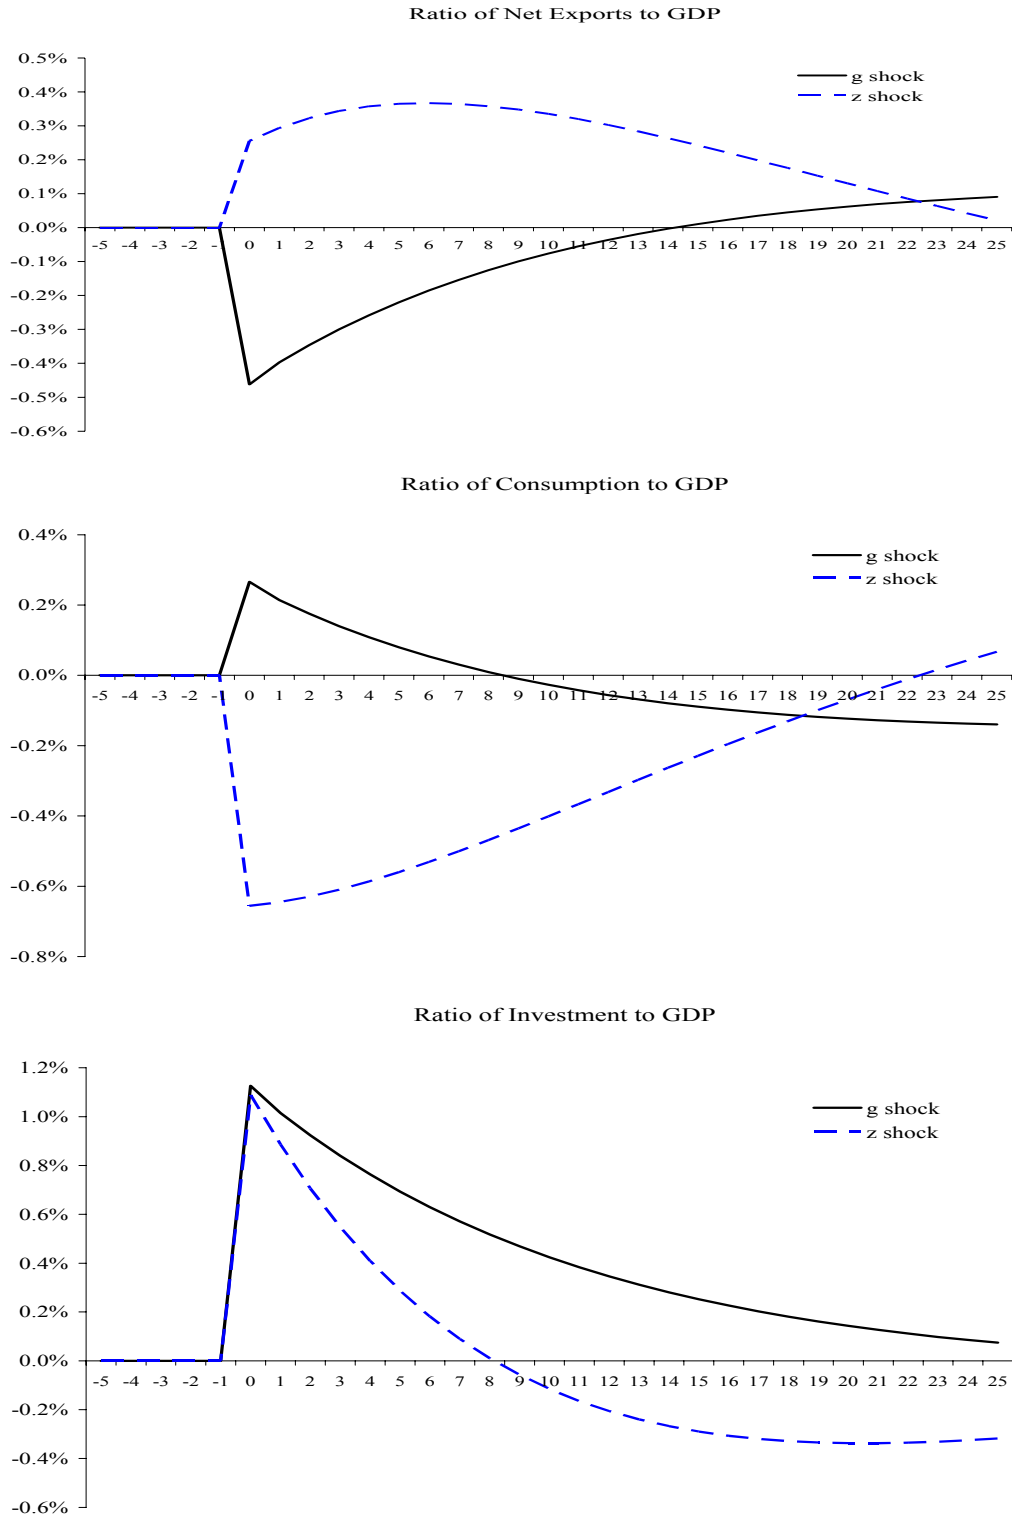 Ratio of Net Exports to GDP
0.5%
g shock
0.4%
z shock
0.3%
0.2%
0.1%
0.0%
-5 -4 -3 -2 -1 0 1 2 3 4 5 6 7 8 9 10 11 12 13 14 15 16 17 18 19 20 21 22 23 24 25
-0.1%
-0.2%
-0.3%
-0.4%
-0.5%
-0.6%
Ratio of Consumption to GDP
0.4%
g shock
z shock
0.2%
0.0%
-5 -4 -3 -2 -1 0 1 2 3 4 5 6 7 8 9 10 11 12 13 14 15 16 17 18 19 20 21 22 23 24 25
-0.2%
-0.4%
-0.6%
-0.8%
Ratio of Investment to GDP
1.2%
g shock
1.0%
z shock
0.8%
0.6%
0.4%
0.2%
0.0%
-5 -4 -3 -2 -1 0 1 2 3 4 5 6 7 8 9 10 11 12 13 14 15 16 17 18 19 20 21 22 23 24 25
-0.2%
-0.4%
-0.6%